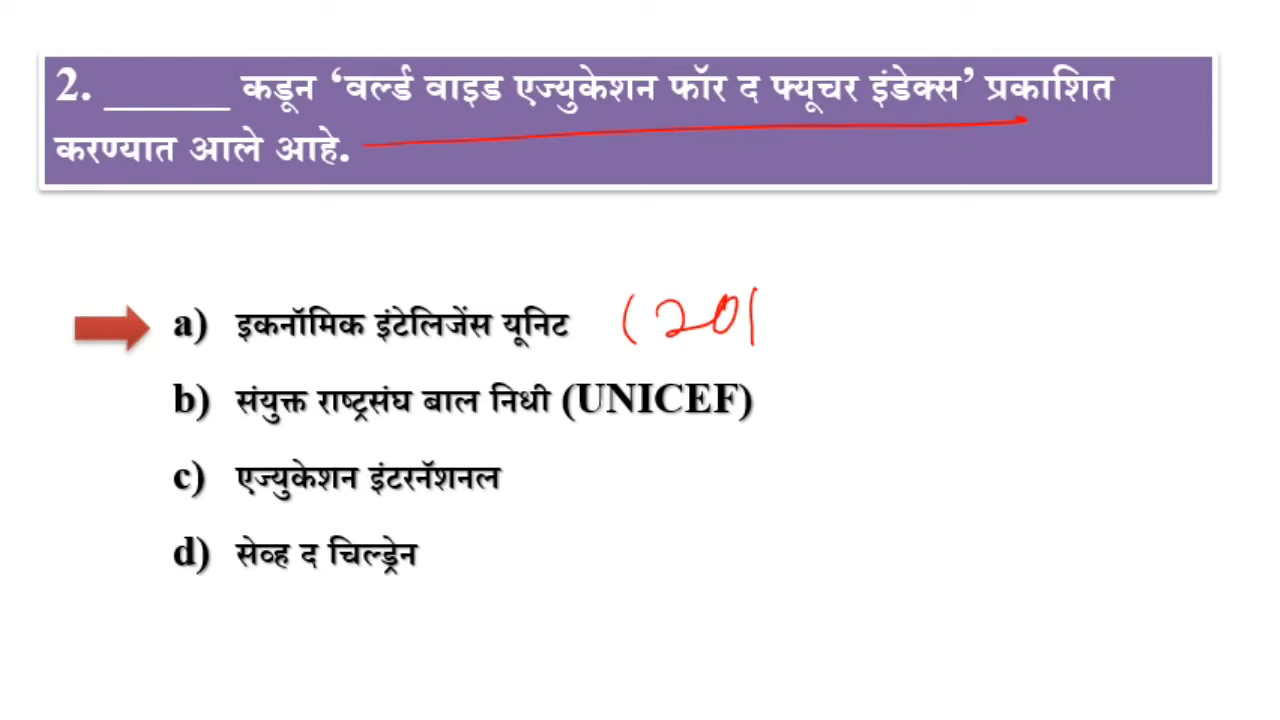 2. ______ कडून ‘वर्ल्ड वाइड एज्युकेशन फॉर द फ्यूचर इंडेक्स’ प्रकाशित
करण्यात आले आहे.
a) इकनॉमिक इंटेलिजेंस यूनिट (201
b) संयुक्त राष्ट्रसंघ बाल निधी (UNICEF)
c) एज्युकेशन इंटरनॅशनल
d) सेव्ह द चिल्ड्रेन